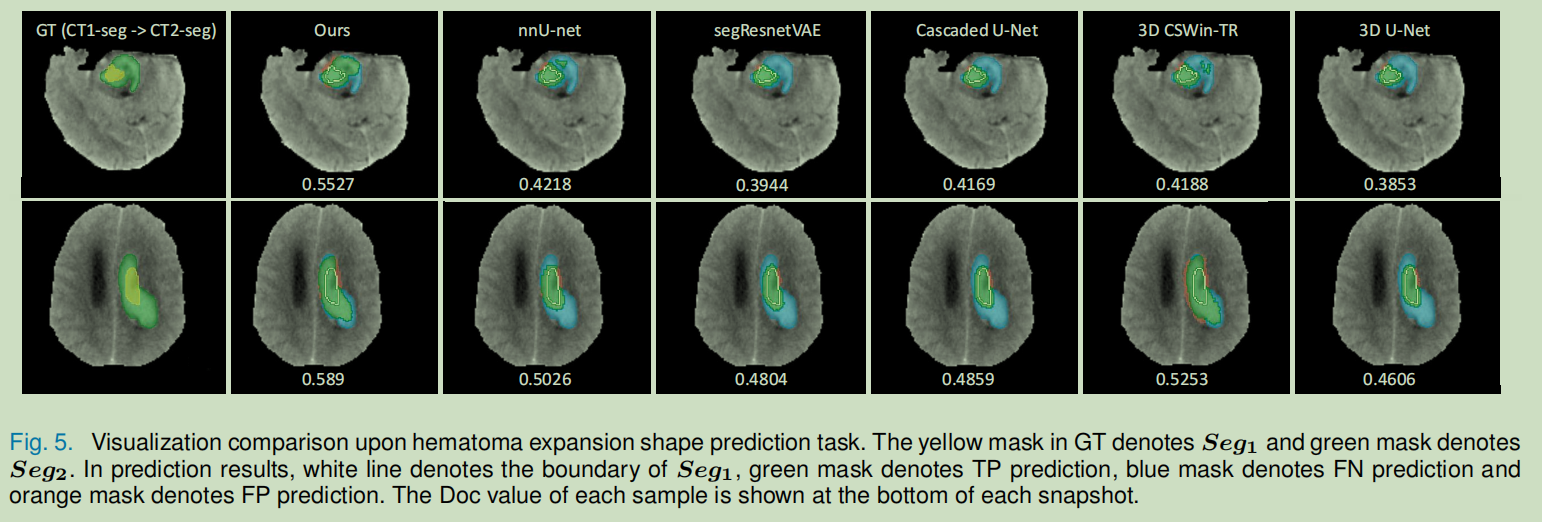 GT (CT1-seg -> CT2-seg) Ours nnU-net segResnetVAE Cascaded U-Net 3D CSWin-TR 3D U-Net
0.5527 0.4218 0.3944 0.4169 0.4188 0.3853
0.589 0.5026 0.4804 0.4859 0.5253 0.4606
Fig. 5. Visualization comparison upon hematoma expansion shape prediction task. The yellow mask in GT denotes Seg1 and green mask denotes
Seg2. In prediction results, white line denotes the boundary of Seg1, green mask denotes TP prediction, blue mask denotes FN prediction and
orange mask denotes FP prediction. The Doc value of each sample is shown at the bottom of each snapshot.